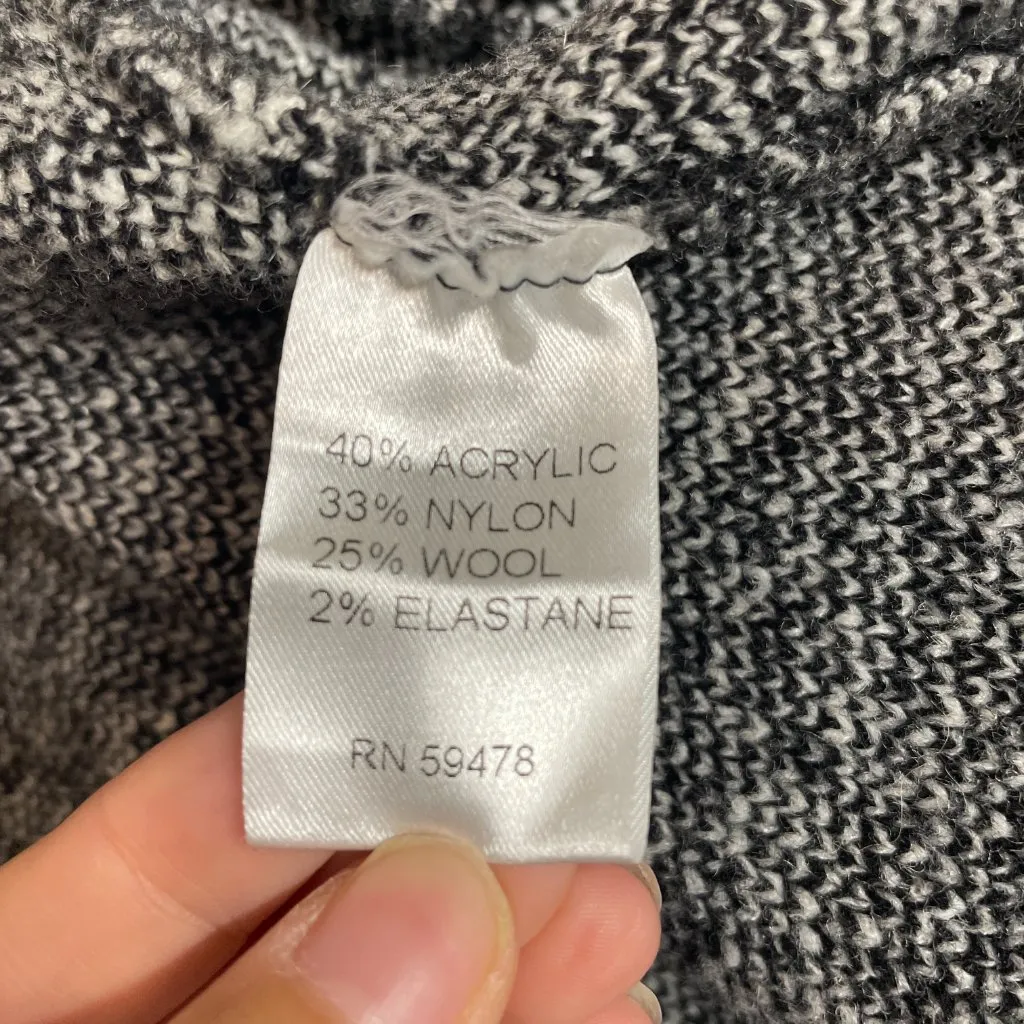 40% ACRYLIC
33% NYLON
25% WOOL
2% ELASTANE
RN 59478